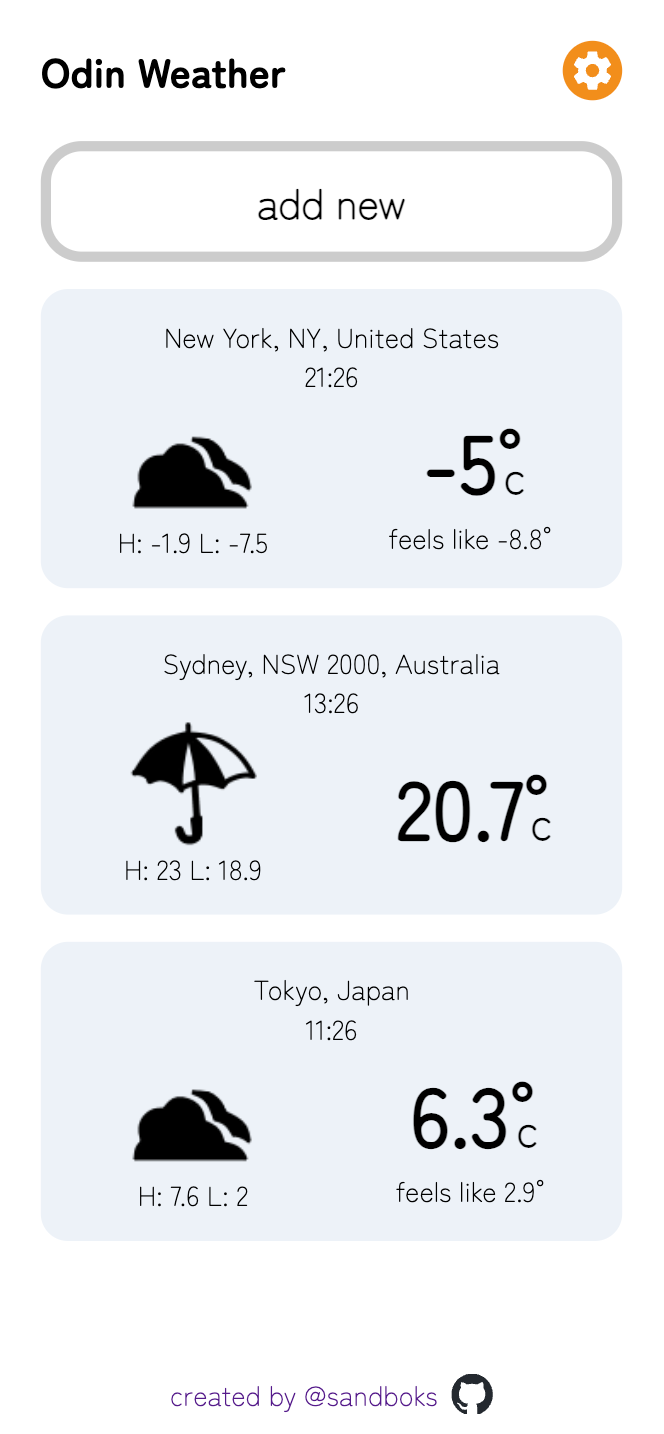 Odin Weather
add new
New York, NY, United States
21:26
-5° C
H: -1.9 L: -7.5
feels like -8.8°
Sydney, NSW 2000, Australia
13:26
20.7° C
H: 23 L: 18.9
Tokyo, Japan
11:26
6.3° C
H: 7.6 L: 2
feels like 2.9°
created by @sandboks